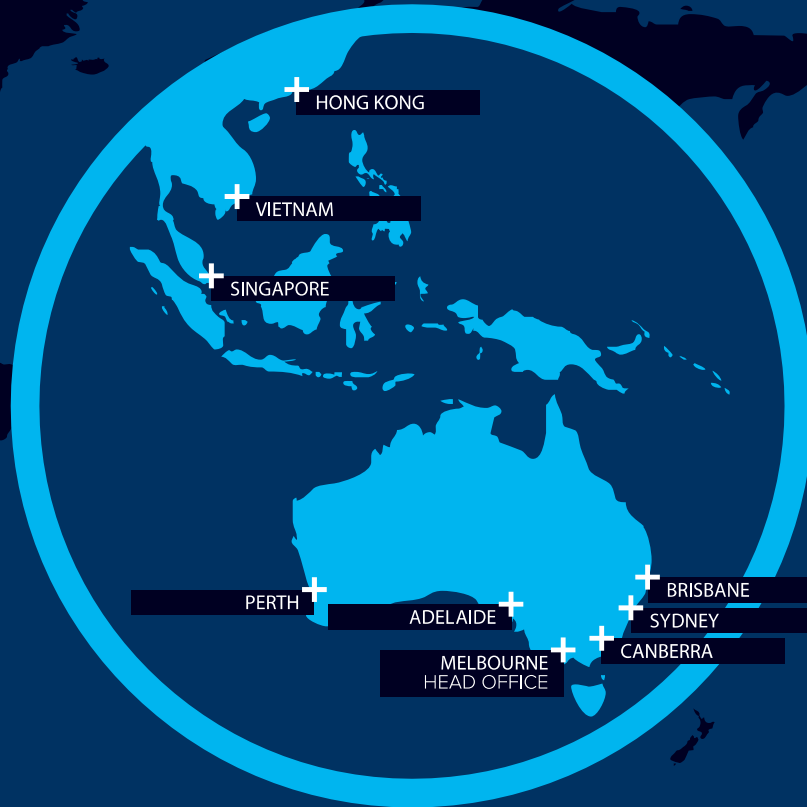 HONG KONG
VIETNAM
SINGAPORE
BRISBANE
PERTH
ADELAIDE
SYDNEY
CANBERRA
MELBOURNE
HEAD OFFICE